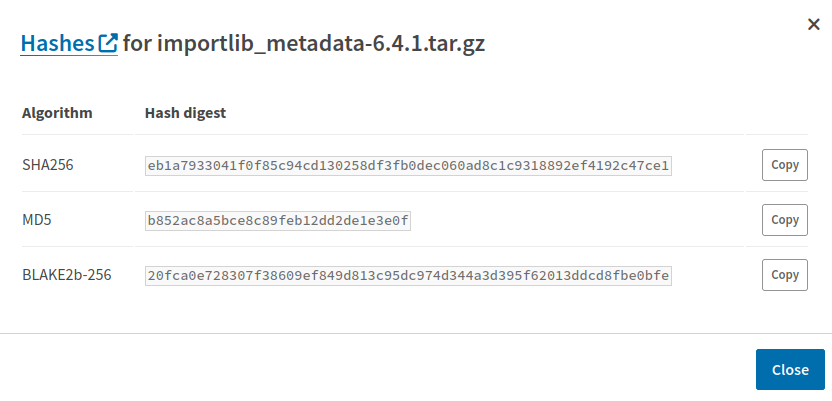 ×
Hashes for importlib_metadata-6.4.1.tar.gz
Algorithm Hash digest
SHA256 eb1a7933041f0f85c94cd130258df3fb0dec060ad8c1c9318892ef4192c47ce1 Copy
MD5 b852ac8a5bce8c89feb12dd2de1e3e0f Copy
BLAKE2b-256 20fca0e728307f38609ef849d813c95dc974d344a3d395f62013ddcd8fbe0bfe Copy
Close